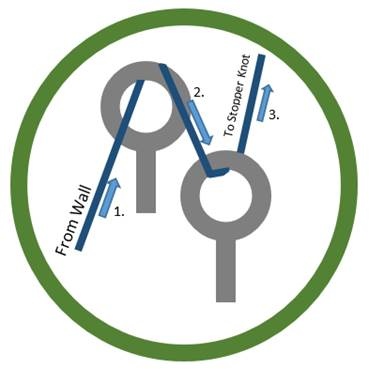 From Wall
1.
2.
3.
To Stopper Knot